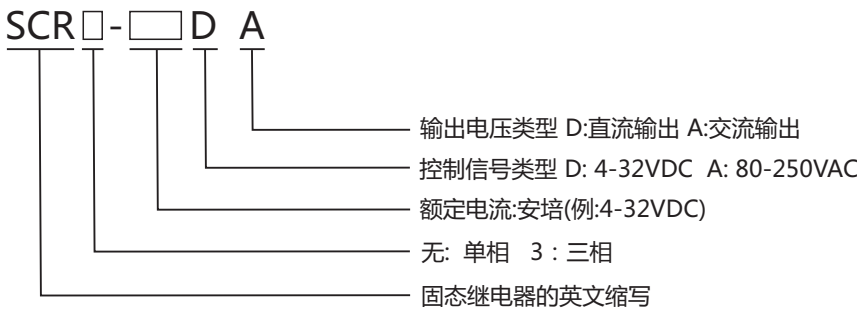 SCR□-□D A
输出电压类型 D:直流输出 A:交流输出
控制信号类型 D: 4-32VDC A: 80-250VAC
额定电流:安培(例:4-32VDC)
无: 单相 3：三相
固态继电器的英文缩写